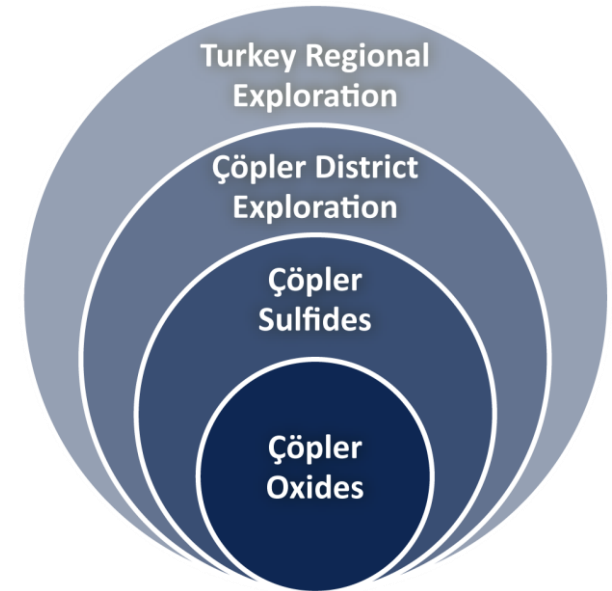 Turkey Regional
Exploration
Çöpler District
Exploration
Çöpler
Sulfides
Çöpler
Oxides